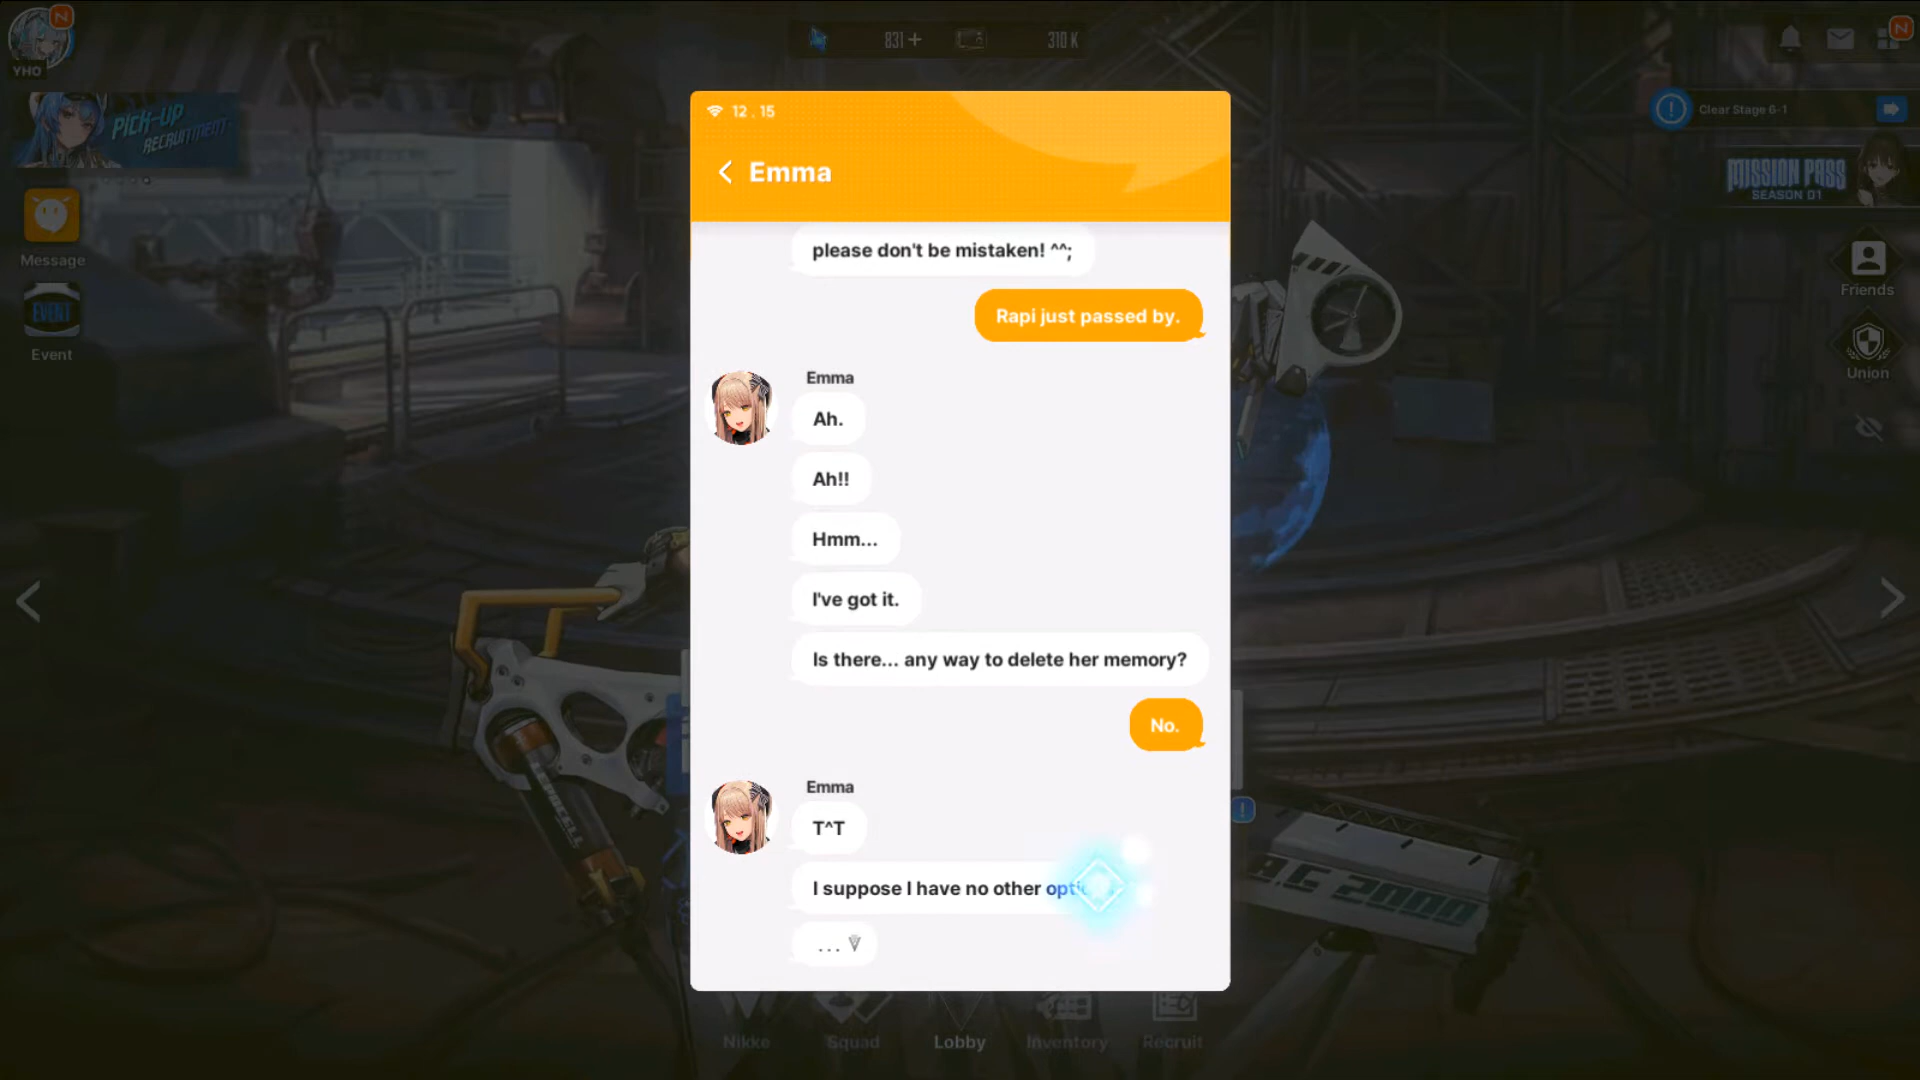 N
YHO
831
310 K
N
PICK-UP
RECRUITMENT
Message
EVENT
Event
12 . 15
Emma
please don't be mistaken! ^^;
Rapi just passed by.
Emma
Ah.
Ah!!
Hmm...
I've got it.
Is there... any way to delete her memory?
No.
Emma
T^T
I suppose I have no other
...
Clear Stage 6-1
MISSION PASS
SEASON 01
Friends
Union
Nikke
Squad
Lobby
Inventory
Recruit